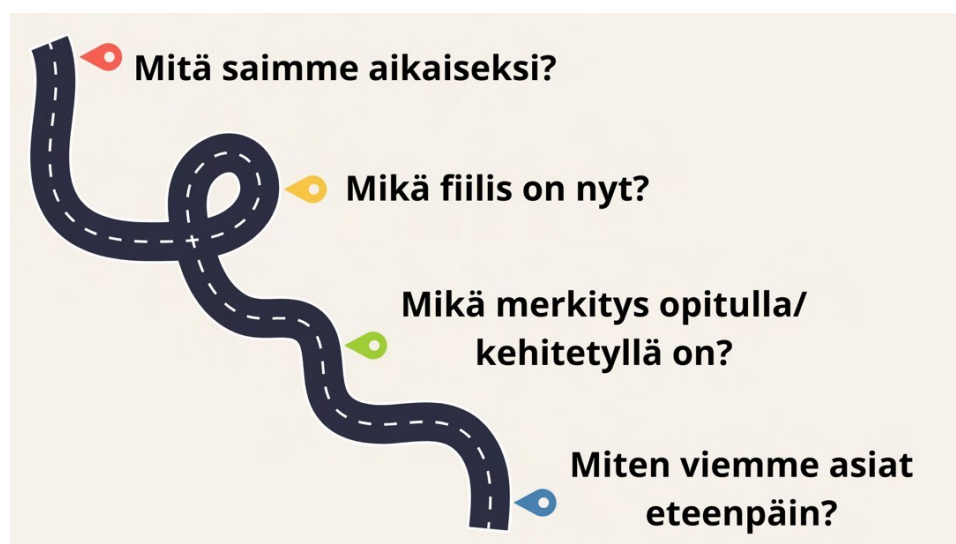 Mitä saimme aikaiseksi?
Mikä fiilis on nyt?
Mikä merkitys opitulla/
kehitetyllä on?
Miten viemme asiat
eteenpäin?